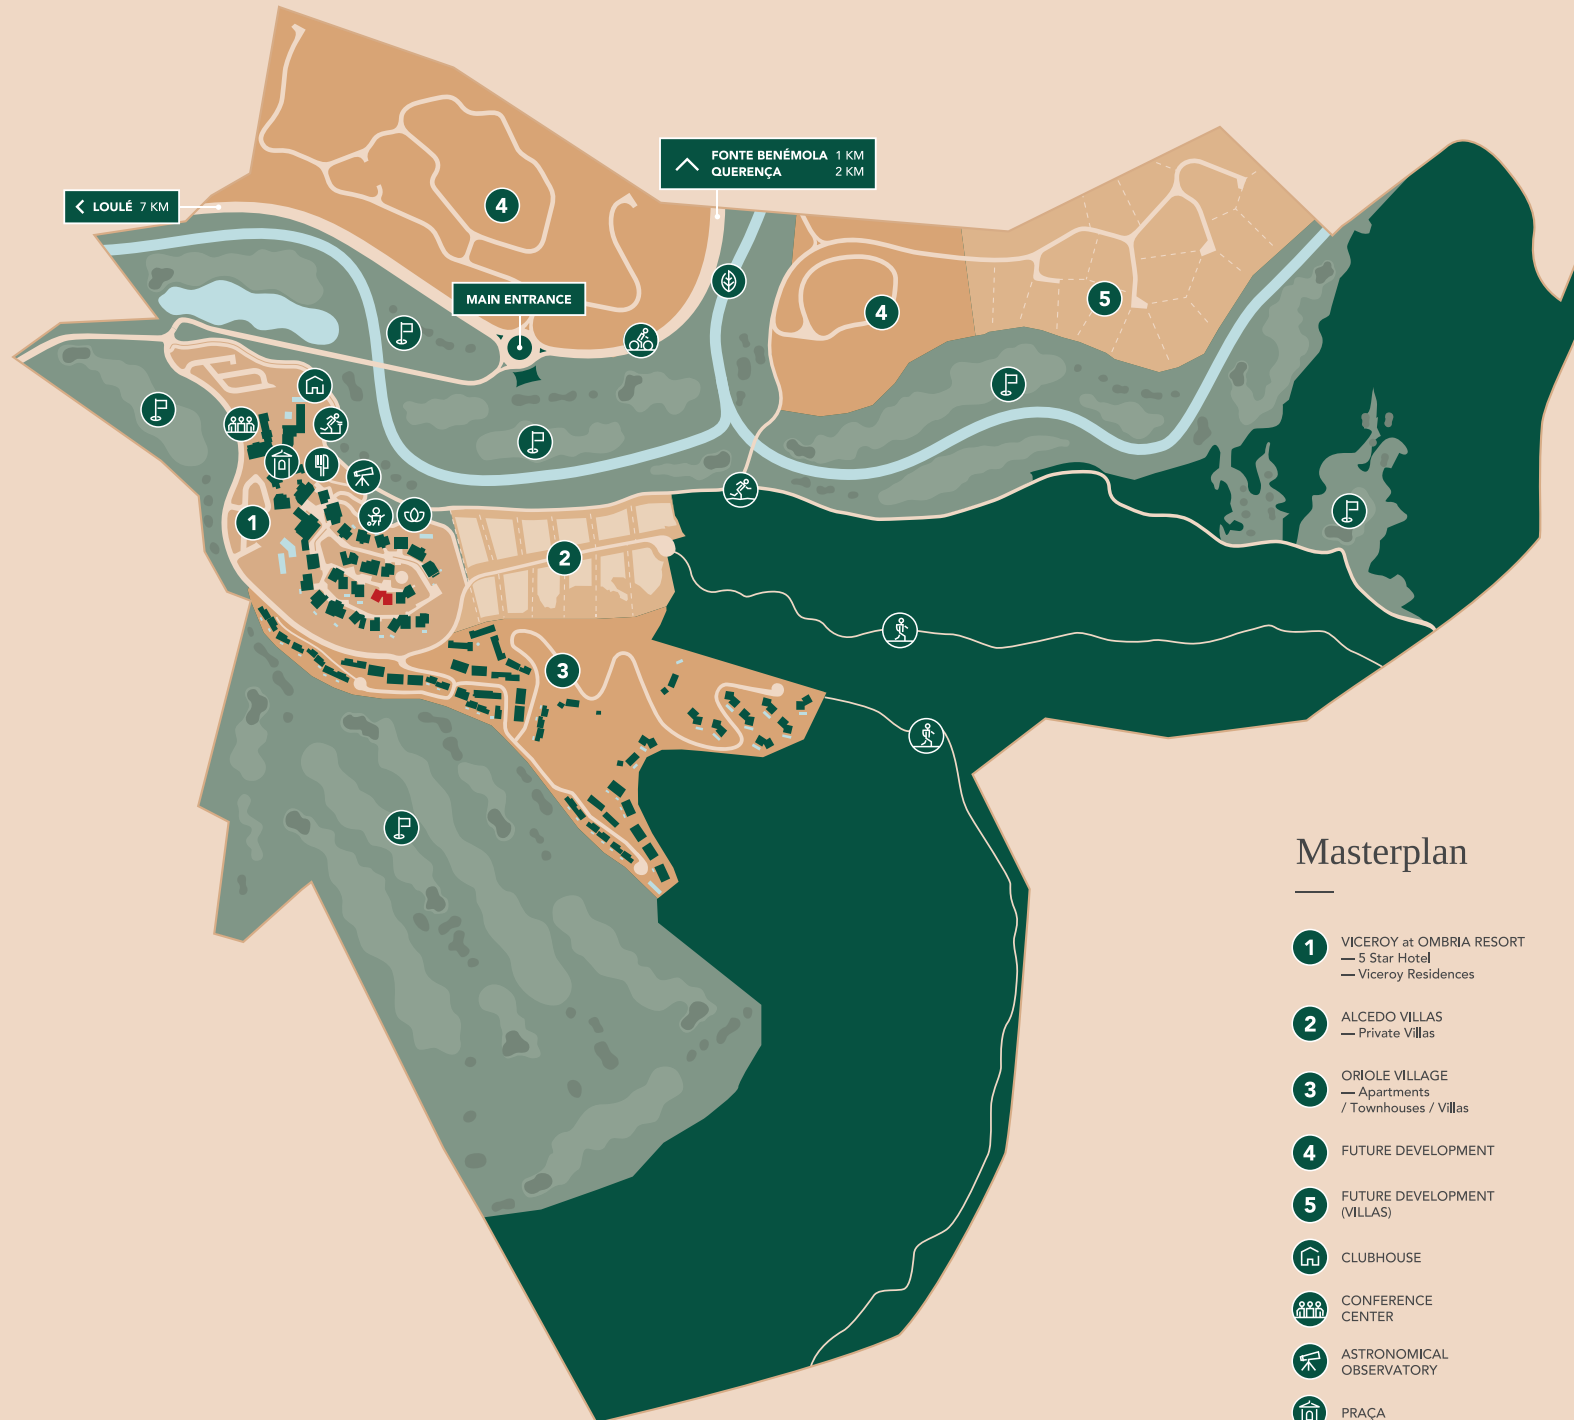 FONTE BENÉMOLA 1 KM
QUERENÇA 2 KM
LOULÉ 7 KM
4
MAIN ENTRANCE
4
5
1
2
3
Masterplan
1 VICEROY at OMBRIA RESORT
— 5 Star Hotel
— Viceroy Residences
2 ALCEDO VILLAS
— Private Villas
3 ORIOLE VILLAGE
— Apartments
/ Townhouses / Villas
4 FUTURE DEVELOPMENT
5 FUTURE DEVELOPMENT
(VILLAS)
CLUBHOUSE
CONFERENCE
CENTER
ASTRONOMICAL
OBSERVATORY
PRAÇA